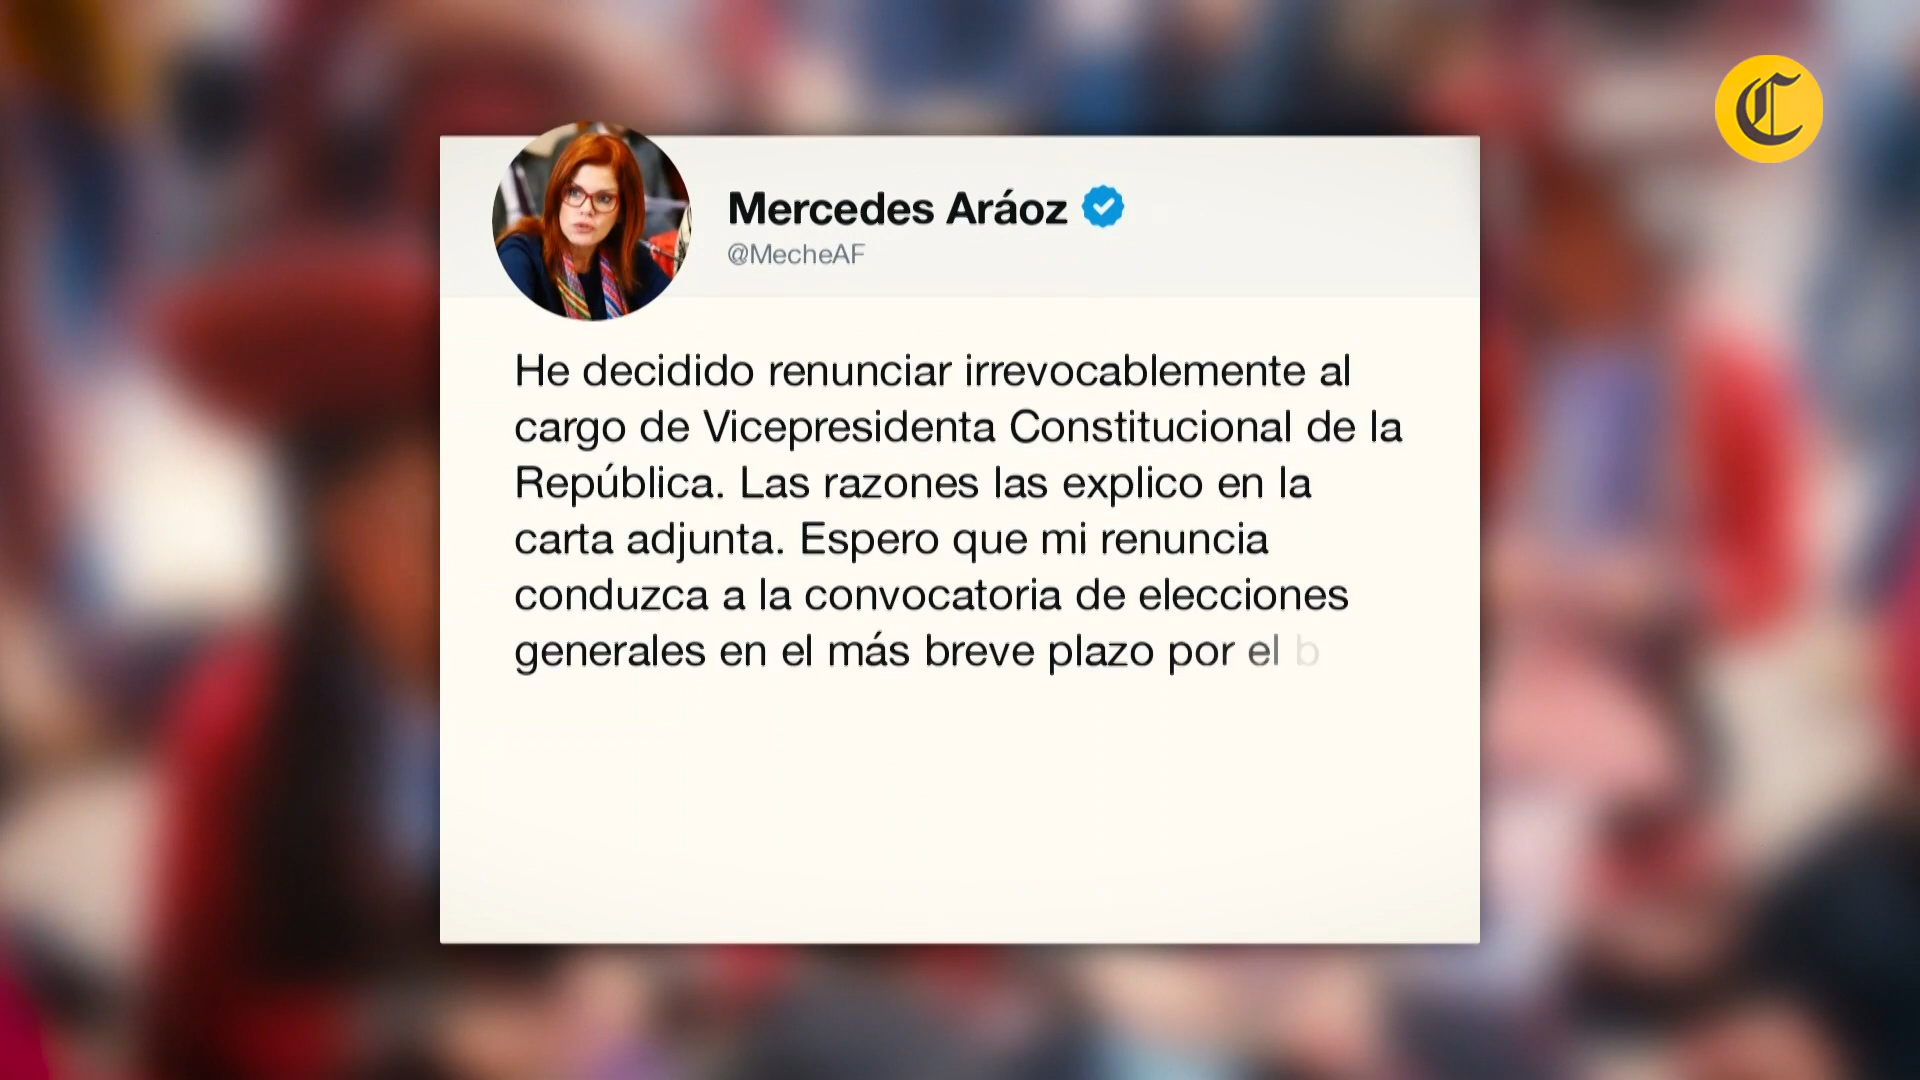 Mercedes Aráoz
@MecheAF
He decidido renunciar irrevocablemente al
cargo de Vicepresidenta Constitucional de la
República. Las razones las explico en la
carta adjunta. Espero que mi renuncia
conduzca a la convocatoria de elecciones
generales en el más breve plazo por el b
C